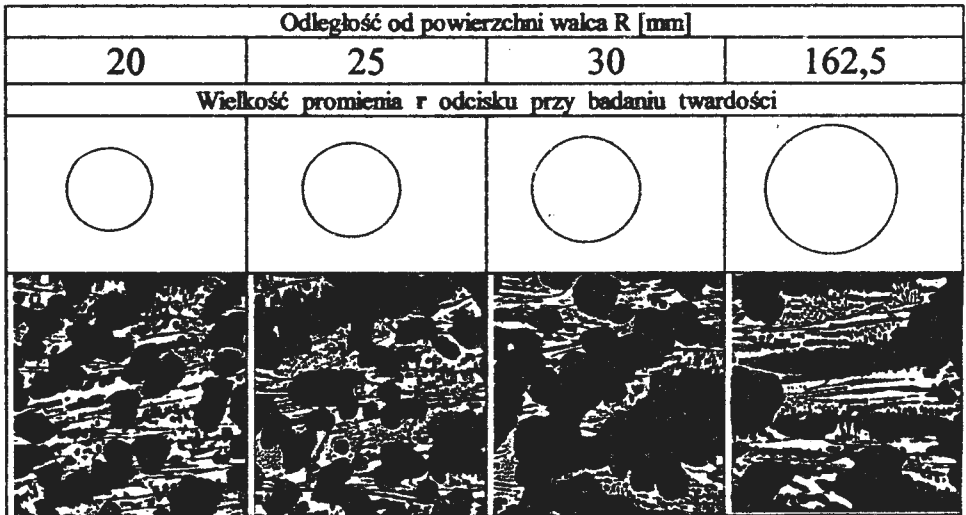 Odległość od powierzchni walca R [mm]
20 25 30 162,5
Wielkość promienia r odcisku przy badaniu twardości